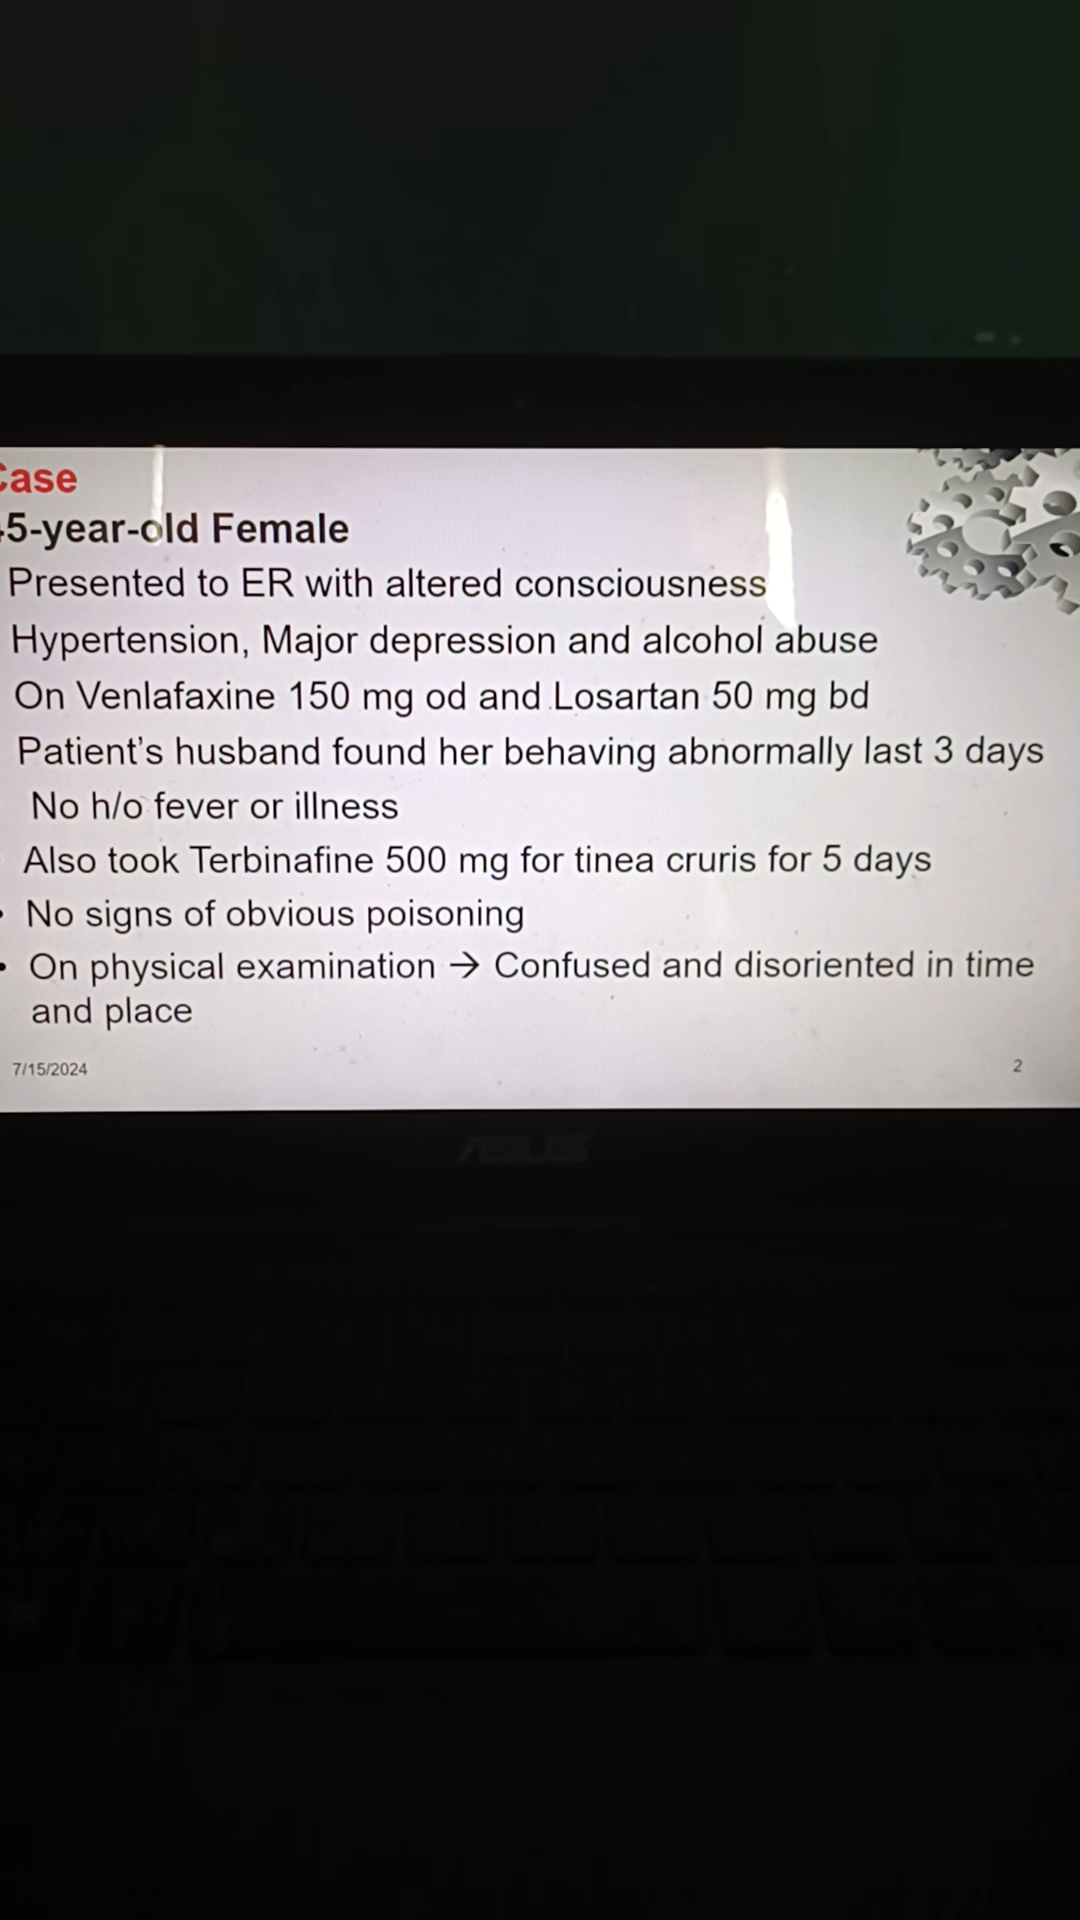 Case
45-year-old Female
Presented to ER with altered consciousness
Hypertension, Major depression and alcohol abuse
On Venlafaxine 150 mg od and Losartan 50 mg bd
Patient's husband found her behaving abnormally last 3 days
No h/o fever or illness
Also took Terbinafine 500 mg for tinea cruris for 5 days
• No signs of obvious poisoning
• On physical examination → Confused and disoriented in time
and place
7/15/2024
2
ASUS